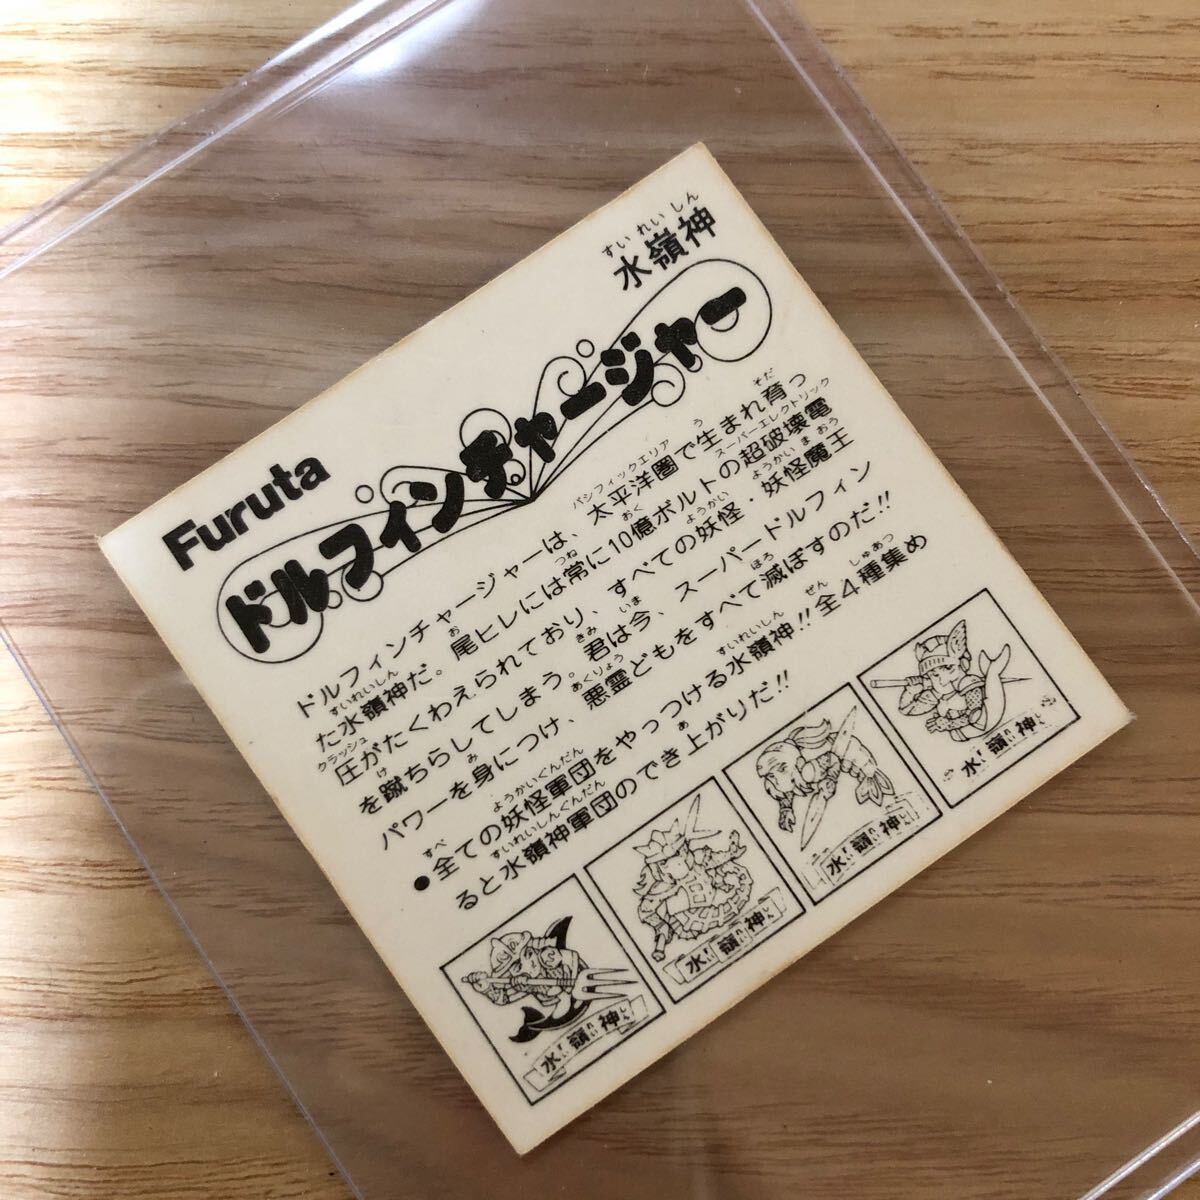 Furuta
すいれいしん
水嶺神
ドルフィンチャージャー
ドルフィンチャージャーは、太平洋圏で生まれ育っ
た水嶺神だ。尾ヒレには常に10億ボルトの超破壊電
圧がたくわえられており、すべての妖怪・妖怪魔王
を蹴ちらしてしまう。君は今、スーパードルフィン
パワーを身につけ、悪霊どもをすべて滅ぼすのだ!!
●全ての妖怪軍団をやっつける水嶺神!!全4種集め
ると水嶺神軍団のでき上がりだ!!
水嶺神
水嶺神
水嶺神
水嶺神